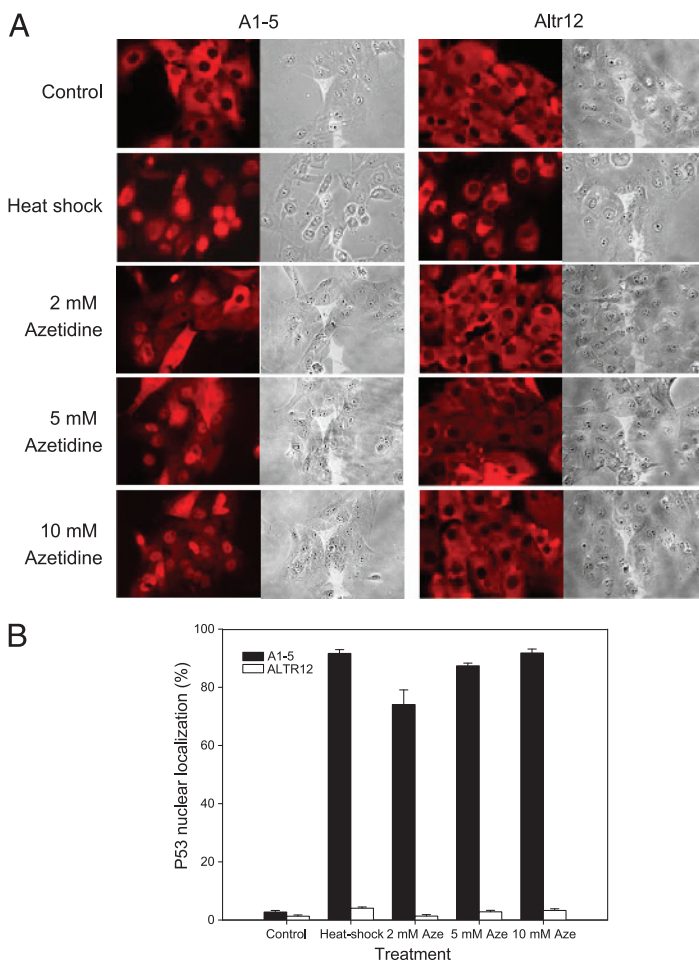 A
A1-5
Altr12
Control
Heat shock
2 mM
Azetidine
5 mM
Azetidine
10 mM
Azetidine
B
P53 nuclear localization (%)
100
80
60
40
20
0
A1-5
ALTR12
Control
Heat-shock
2 mM Aze
5 mM Aze
10 mM Aze
Treatment